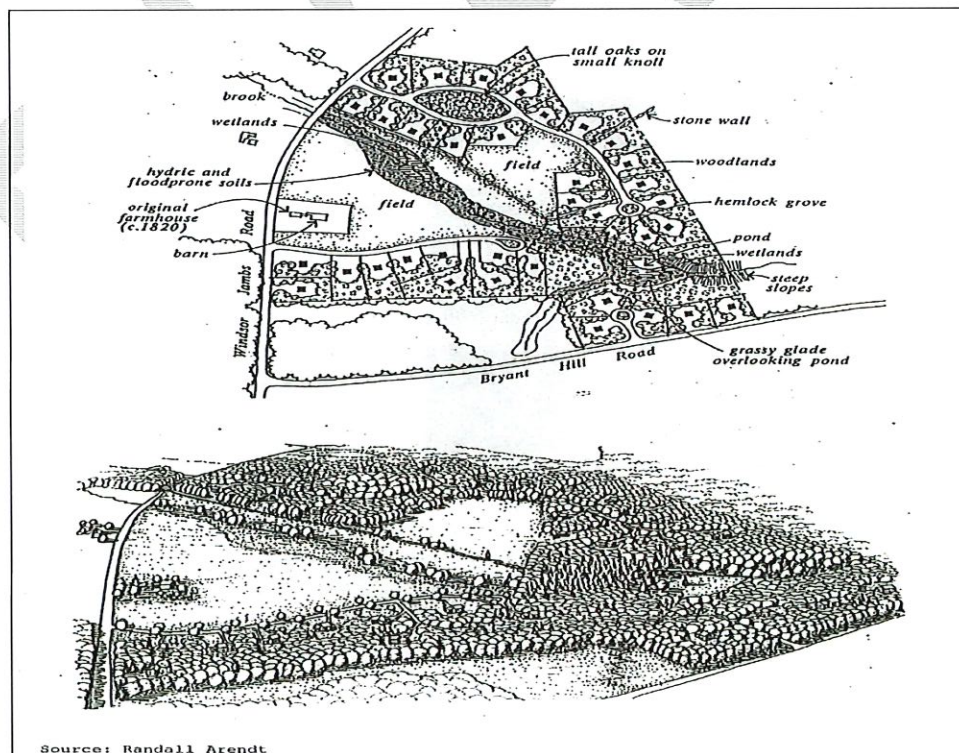 tall oaks on
small knoll
brook
wetlands
stone wall
woodlands
hydric and
floodprone soils
field
field
original
farmhouse
(c.1820)
hemlock grove
barn
pond
wetlands
steep
slopes
Windsor Iambs Road
grassy glade
overlooking pond
Bryant Hill Road
Source: Randall Arendt